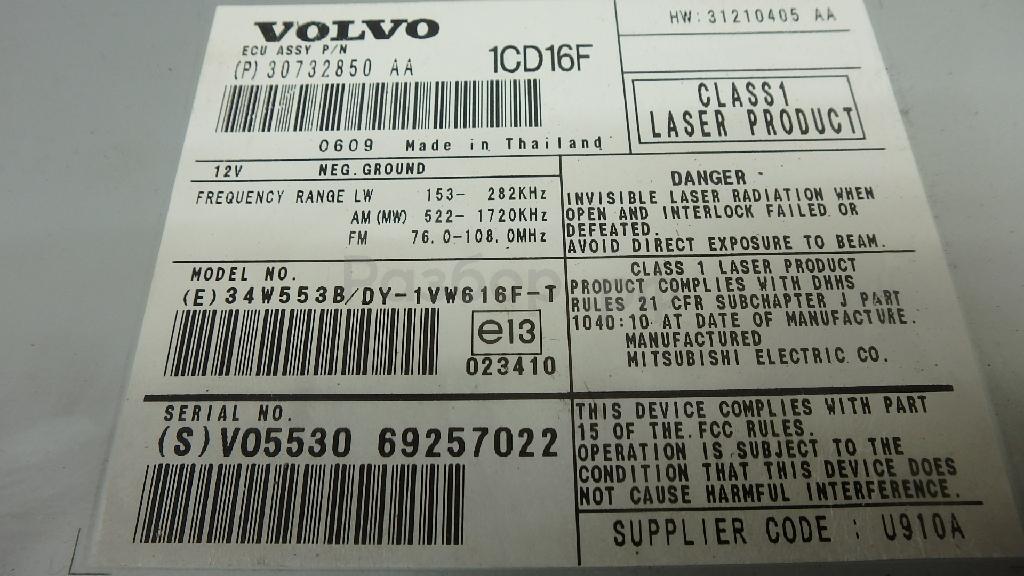 VOLVO
ECU ASSY P/N
(P) 30732850 AA
1CD16F
0609 Made in Thailand
HW:31210405 AA
CLASS1
LASER PRODUCT
12V NEG.GROUND
FREQUENCY RANGE LW 153- 282KHz
AM (MW) 522- 1720KHz
FM 76.0-108.0MHz
DANGER -
INVISIBLE LASER RADIATION WHEN
OPEN AND INTERLOCK FAILED OR
DEFEATED.
AVOID DIRECT EXPOSURE TO BEAM.
MODEL NO.
(E) 34W553B/DY-1VW616F-T
e13
023410
CLASS 1 LASER PRODUCT
PRODUCT COMPLIES WITH DHHS
RULES 21 CFR SUBCHAPTER J PART
1040:10 AT DATE OF MANUFACTURE.
MANUFACTURED
MITSUBISHI ELECTRIC CO.
SERIAL NO.
(S) VO5530 69257022
THIS DEVICE COMPLIES WITH PART
15 OF THE FCC RULES.
OPERATION IS SUBJECT TO THE
CONDITION THAT THIS DEVICE DOES
NOT CAUSE HARMFUL INTERFERENCE.
SUPPLIER CODE : U910A